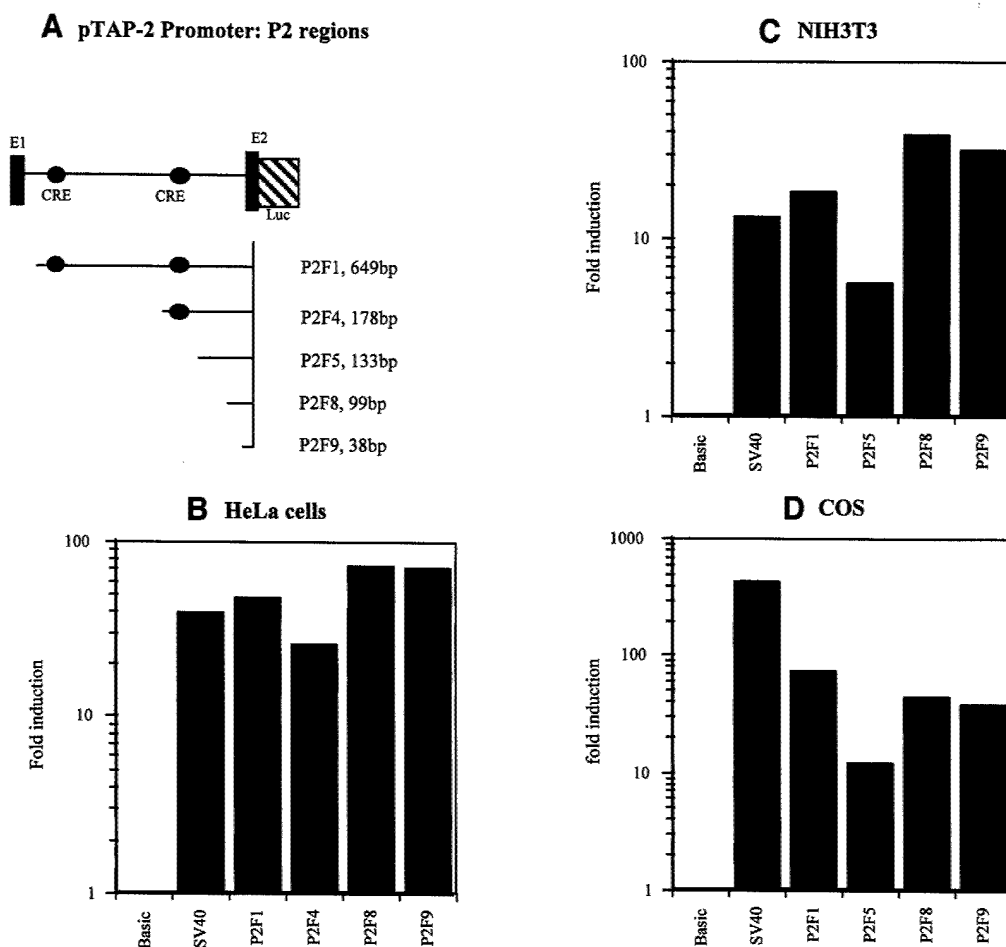 A pTAP-2 Promoter: P2 regions
E1
E2
CRE
CRE
Luc
P2F1, 649bp
P2F4, 178bp
P2F5, 133bp
P2F8, 99bp
P2F9, 38bp
B HeLa cells
Fold induction
100
10
1
Basic
SV40
P2F1
P2F4
P2F8
P2F9
C NIH3T3
Fold induction
100
10
1
Basic
SV40
P2F1
P2F5
P2F8
P2F9
D COS
fold induction
1000
100
10
1
Basic
SV40
P2F1
P2F5
P2F8
P2F9